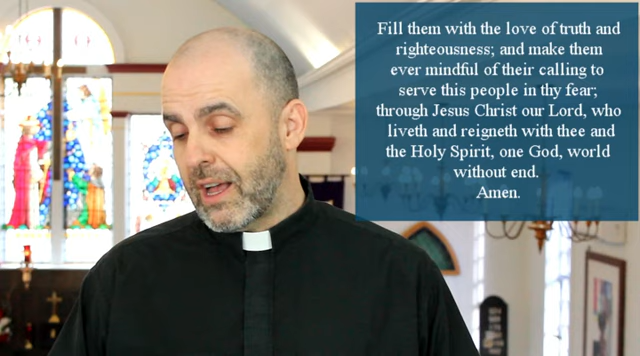 Fill them with the love of truth and
righteousness; and make them
ever mindful of their calling to
serve this people in thy fear;
through Jesus Christ our Lord, who
liveth and reigneth with thee and
the Holy Spirit, one God, world
without end.
Amen.